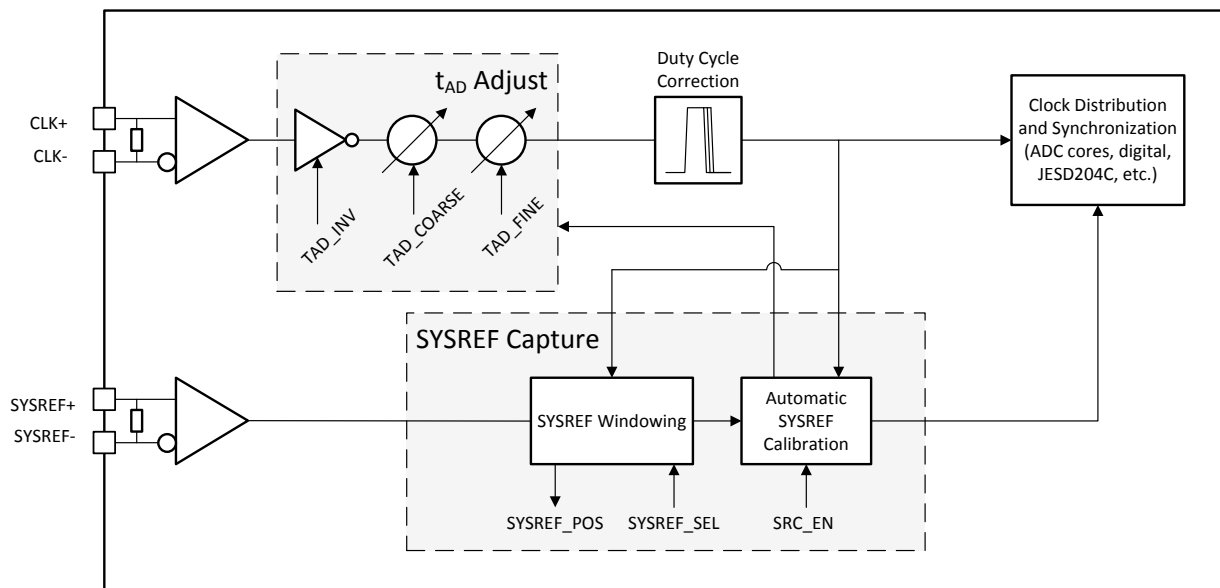 tAD Adjust
Duty Cycle
Correction
Clock Distribution
and Synchronization
(ADC cores, digital,
JESD204C, etc.)
CLK+
CLK-
TAD_INV
TAD_COARSE
TAD_FINE
SYSREF Capture
SYSREF+
SYSREF-
SYSREF Windowing
Automatic
SYSREF
Calibration
SYSREF_POS
SYSREF_SEL
SRC_EN